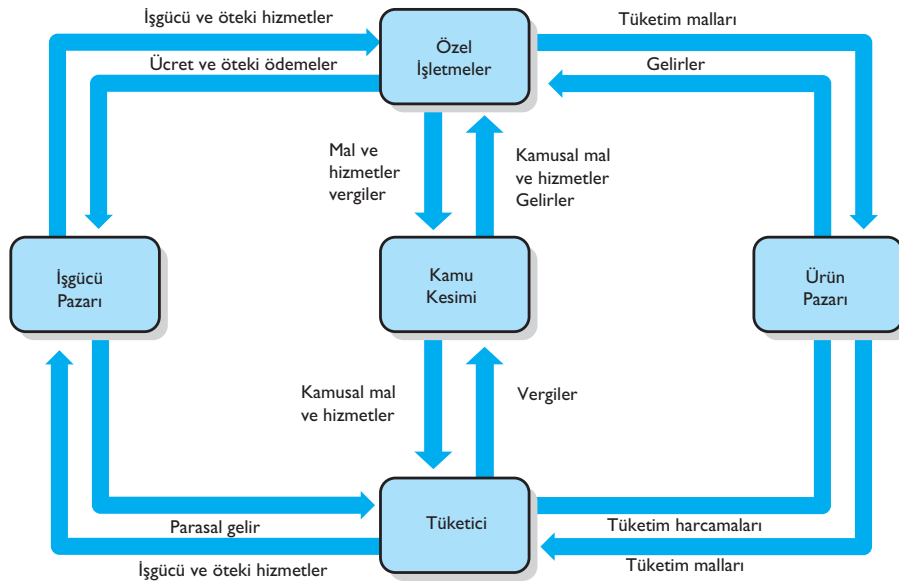 İşgücü ve öteki hizmetler
Ücret ve öteki ödemeler
Özel
İşletmeler
Tüketim malları
Gelirler
Mal ve
hizmetler
vergiler
Kamusal mal
ve hizmetler
Gelirler
İşgücü
Pazarı
Kamu
Kesimi
Ürün
Pazarı
Kamusal mal
ve hizmetler
Vergiler
Parasal gelir
İşgücü ve öteki hizmetler
Tüketici
Tüketim harcamaları
Tüketim malları